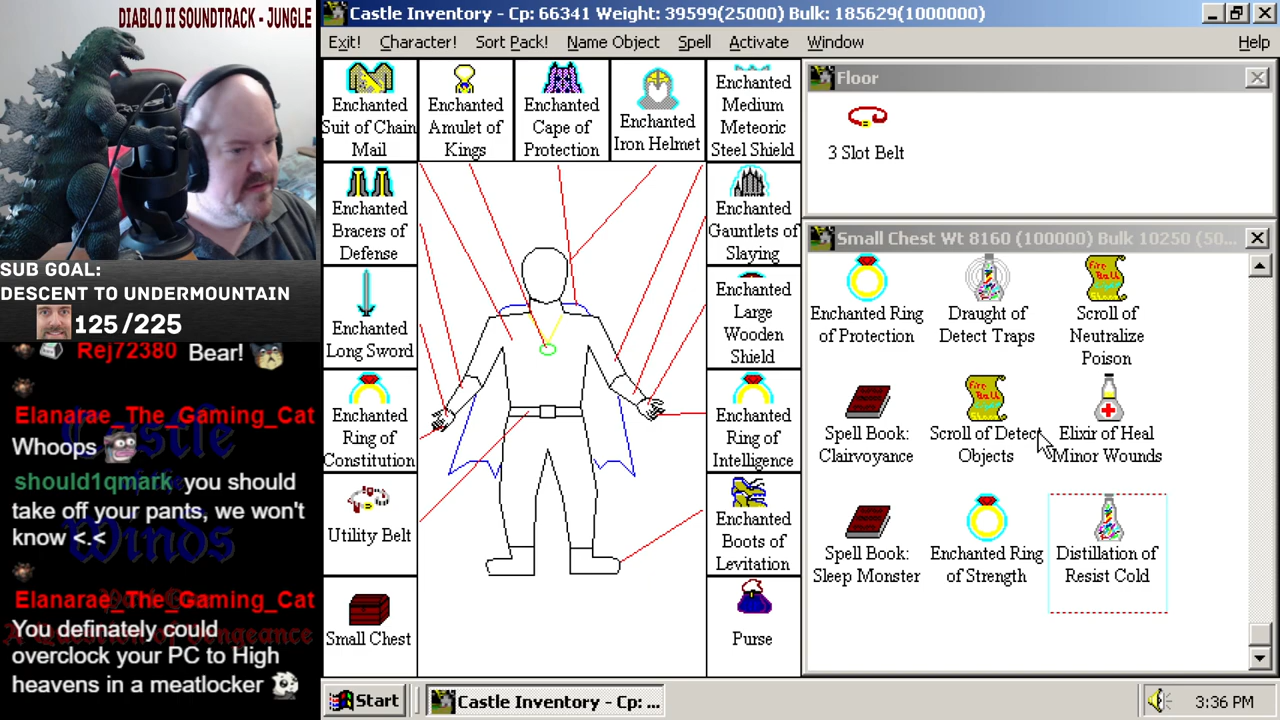 DIABLO II SOUNDTRACK - JUNGLE
SUB GOAL:
DESCENT TO UNDERMOUNTAIN
125 /225
Rej72380 Bear!
Elanarae_The_Gaming_Cat
Whoops
should1qmark you should
take off your pants, we won't
know <.<
Elanarae_The_Gaming_Cat
You definately could
overclock your PC to High
heavens in a meatlocker
Castle
Winds
Castle Inventory - Cp: 66341 Weight: 39599(25000) Bulk: 185629(1000000)
Exit! Character! Sort Pack! Name Object Spell Activate Window Help
Enchanted
Suit of Chain
Mail
Enchanted
Amulet of
Kings
Enchanted
Cape of
Protection
Enchanted
Iron Helmet
Enchanted
Medium
Meteoric
Steel Shield
Enchanted
Bracers of
Defense
Enchanted
Gauntlets of
Slaying
Enchanted
Long Sword
Enchanted
Large
Wooden
Shield
Enchanted
Ring of
Constitution
Enchanted
Ring of
Intelligence
Utility Belt
Enchanted
Boots of
Levitation
Small Chest
Purse
Floor
3 Slot Belt
Small Chest Wt 8160 (100000) Bulk 10250 (50...
Enchanted Ring
of Protection
Draught of
Detect Traps
Scroll of
Neutralize
Poison
Spell Book:
Clairvoyance
Scroll of Detect
Objects
Elixir of Heal
Minor Wounds
Spell Book:
Sleep Monster
Enchanted Ring
of Strength
Distillation of
Resist Cold
Start
Castle Inventory - Cp: ...
3:36 PM